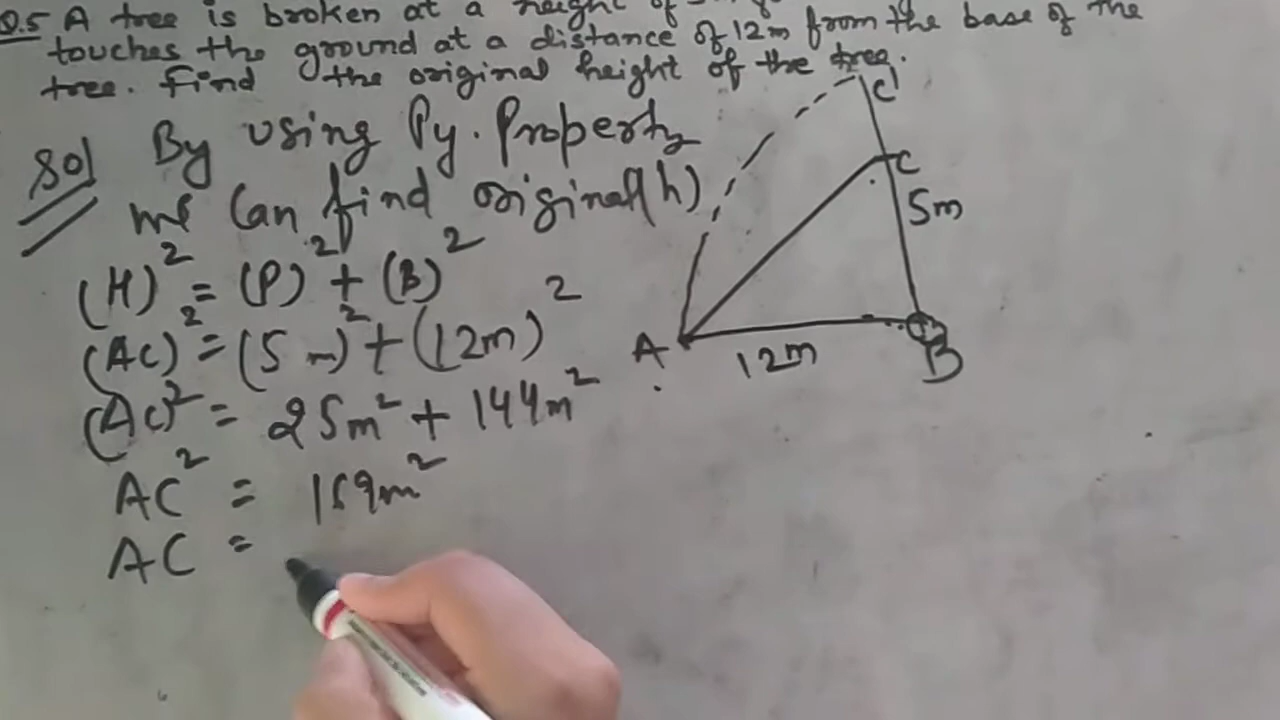 Q.5 A tree is broken at a height of
touches the ground at a distance of 12m from the base of the
tree. Find the original height of the tree.
Sol By using Py. Property
we Can find original(h)
(H)² = (P)² + (B)²
(AC)² = (5m)² + (12m)²
(AC)² = 25m² + 144m²
AC² = 169m²
AC =
C'
C
5m
A
12m
B